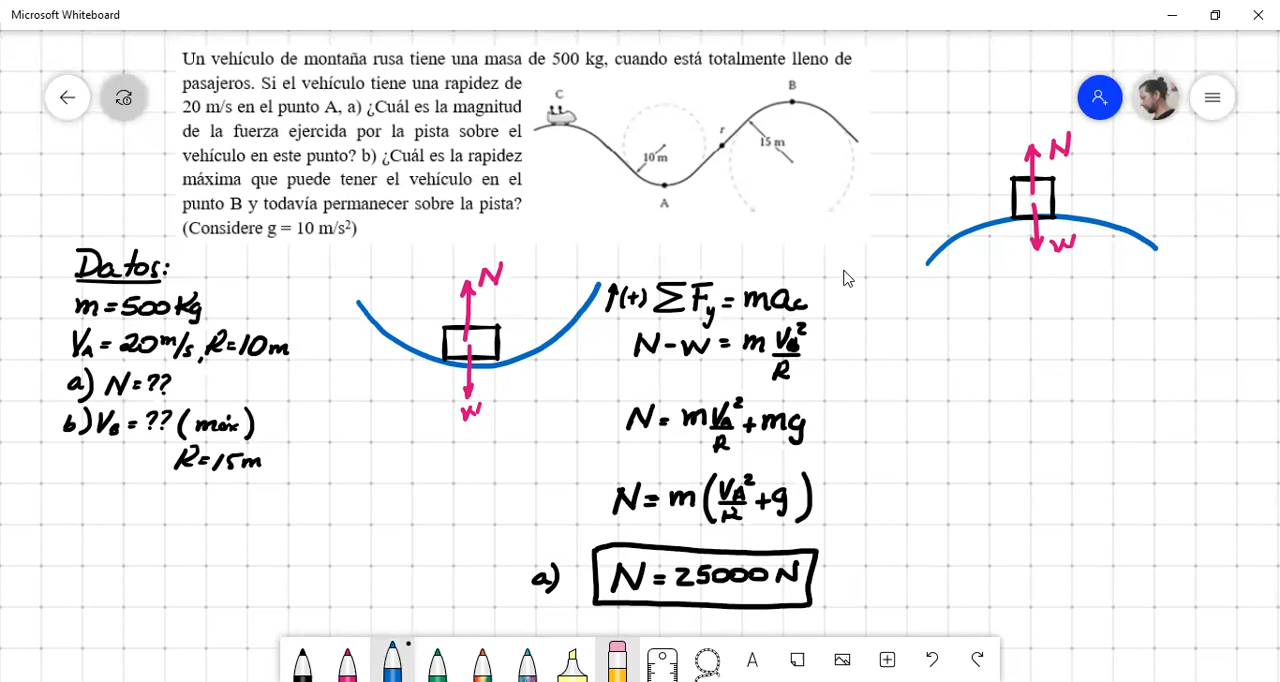 Microsoft Whiteboard
Un vehículo de montaña rusa tiene una masa de 500 kg, cuando está totalmente lleno de
pasajeros. Si el vehículo tiene una rapidez de
20 m/s en el punto A, a) ¿Cuál es la magnitud
de la fuerza ejercida por la pista sobre el
vehículo en este punto? b) ¿Cuál es la rapidez
máxima que puede tener el vehículo en el
punto B y todavía permanecer sobre la pista?
(Considere g = 10 m/s²)
C
B
r
10 m
15 m
A
N
W
Datos:
m = 500 Kg
V_A = 20 m/s, R = 10 m
a) N = ??
b) V_B = ?? (máx)
R = 15 m
N
W
↑(+) ΣF_y = ma_c
N - W = m V_A²/R
N = m V_A²/R + mg
N = m(V_A²/R + g)
a) N = 25000 N
A